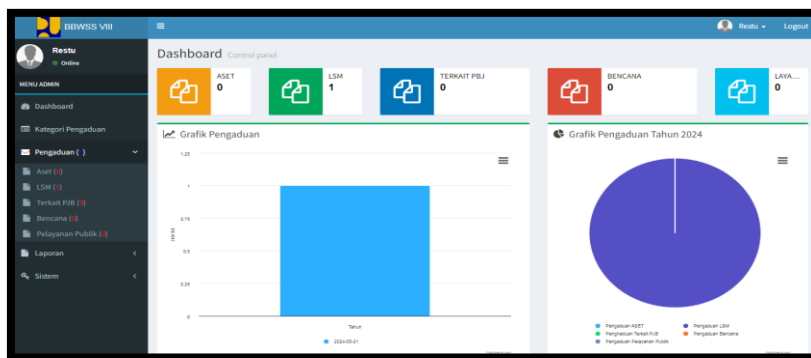 BBWSS VIII
Restu
Logout
Restu
Online
MENU ADMIN
Dashboard
Kategori Pengaduan
Pengaduan ( )
Aset (0)
LSM (1)
Terkait PJB (0)
Bencana (0)
Pelayanan Publik (0)
Laporan
Sistem
Dashboard Control panel
ASET
0
LSM
1
TERKAIT PBJ
0
BENCANA
0
LAYA...
0
Grafik Pengaduan
1.25
1
0.75
0.5
0.25
0
Tahun
2024-05-21
Grafik Pengaduan Tahun 2024
Pengaduan ASET
Pengaduan LSM
Pengaduan Terkait PJB
Pengaduan Bencana
Pengaduan Pelayanan Publik